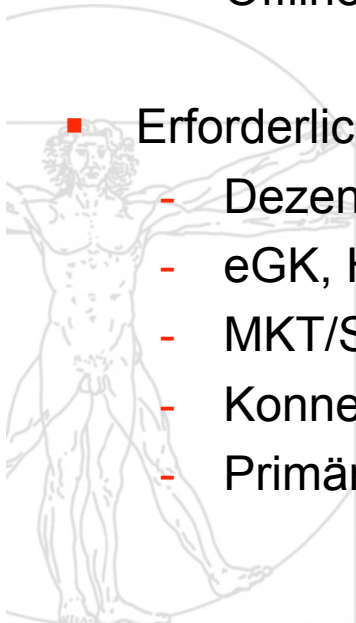 Erforderlic
- Dezen
- eGK,
- MKT/S
- Konne
- Primär